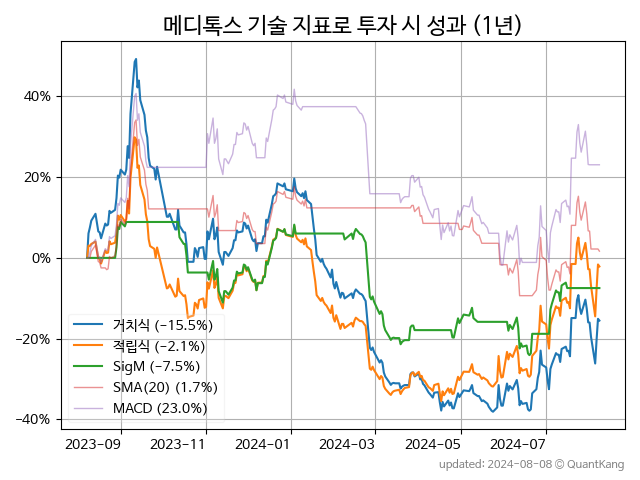 메디톡스 기술 지표로 투자 시 성과 (1년)
40%
20%
0%
−20%
−40%
거치식 (−15.5%)
적립식 (−2.1%)
SigM (−7.5%)
SMA(20) (1.7%)
MACD (23.0%)
2023-09 2023-11 2024-01 2024-03 2024-05 2024-07
updated: 2024-08-08 © QuantKang